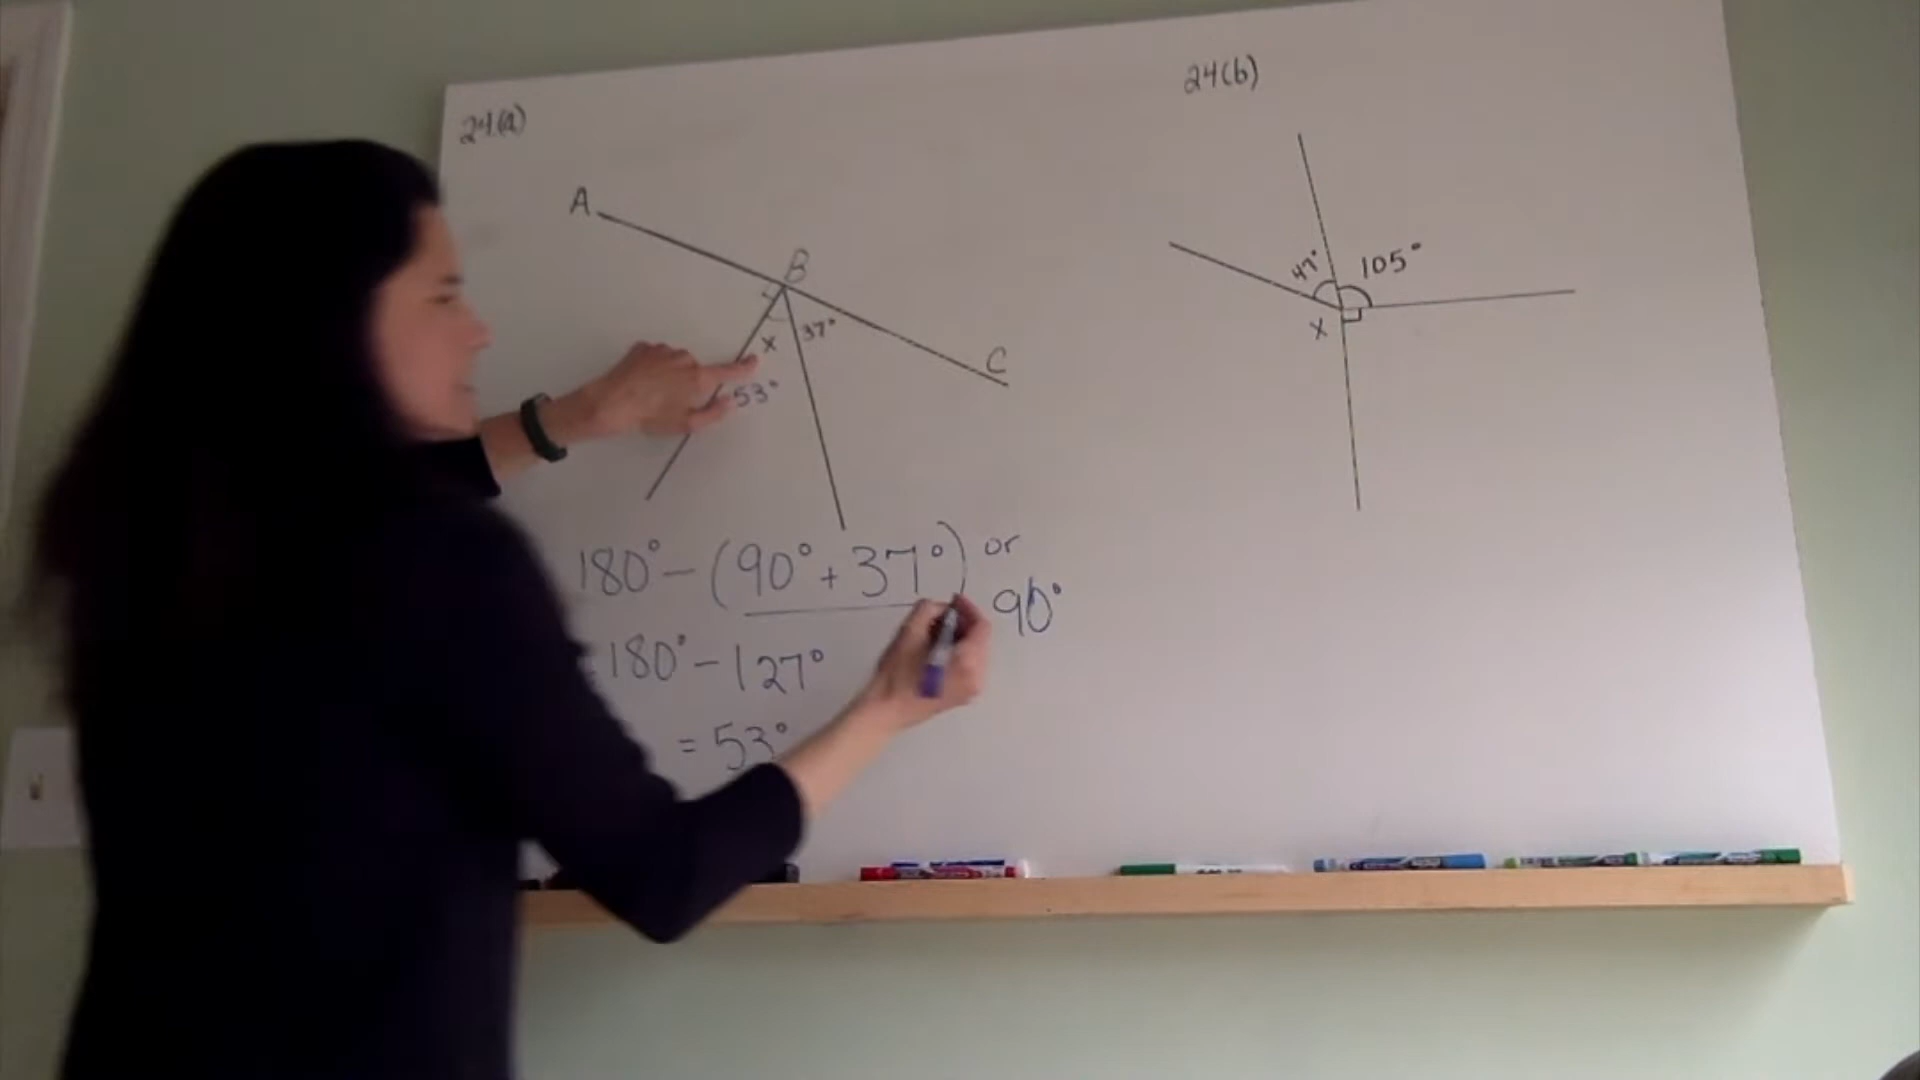 24(a)
24(b)
A
B
C
x
37°
53°
47°
105°
x
180° - (90° + 37°) or
90°
= 180° - 127°
= 53°